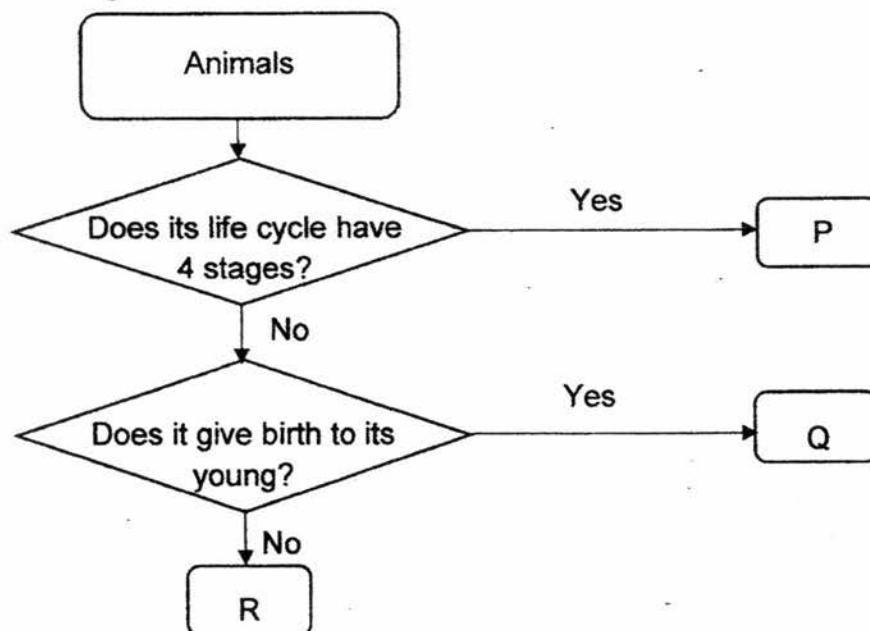 Animals
Does its life cycle have
4 stages?
Yes
P
No
Does it give birth to its
young?
Yes
Q
No
R